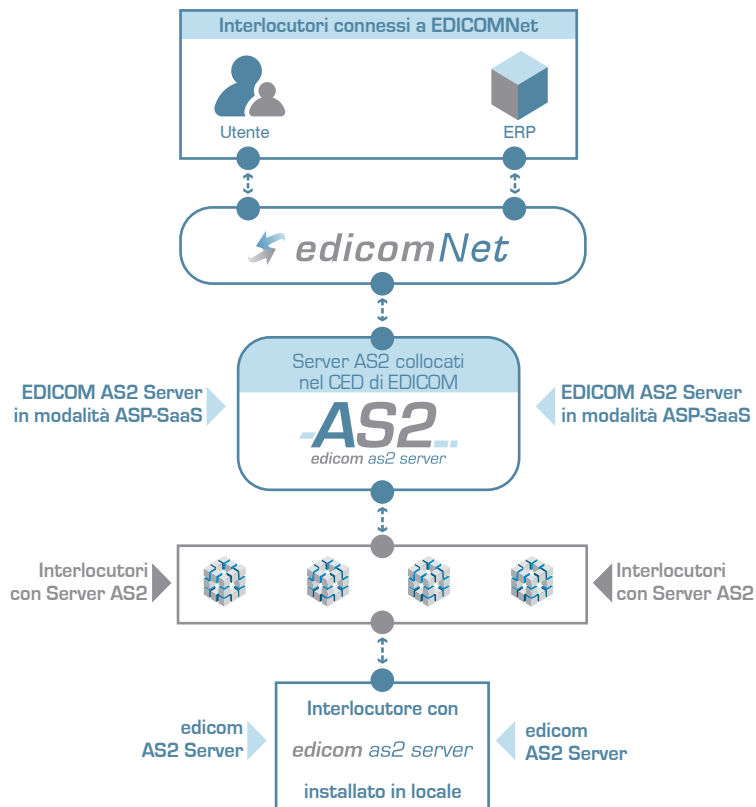 Interlocutori connessi a EDICOMNet
Utente
ERP
edicomNet
Server AS2 collocati
nel CED di EDICOM
EDICOM AS2 Server
in modalità ASP-SaaS
EDICOM AS2 Server
in modalità ASP-SaaS
AS2
edicom as2 server
Interlocutori
con Server AS2
Interlocutori
con Server AS2
Interlocutore con
edicom as2 server
installato in locale
edicom
AS2 Server
edicom
AS2 Server